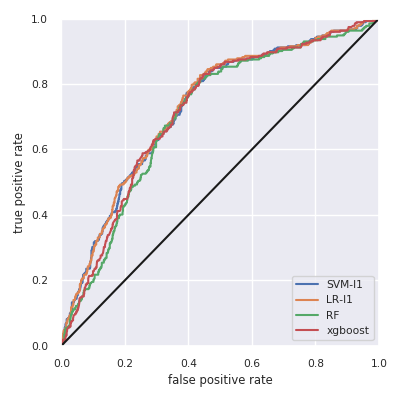 1.0
0.8
0.6
0.4
0.2
0.0
true positive rate
SVM-l1
LR-l1
RF
xgboost
0.0 0.2 0.4 0.6 0.8 1.0
false positive rate